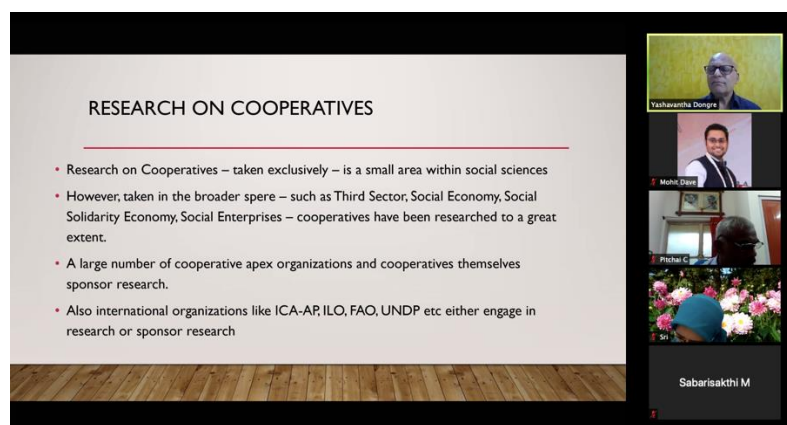 RESEARCH ON COOPERATIVES
• Research on Cooperatives – taken exclusively – is a small area within social sciences
• However, taken in the broader spere – such as Third Sector, Social Economy, Social
Solidarity Economy, Social Enterprises – cooperatives have been researched to a great
extent.
• A large number of cooperative apex organizations and cooperatives themselves
sponsor research.
• Also international organizations like ICA-AP, ILO, FAO, UNDP etc either engage in
research or sponsor research
Yashavantha Dongre
Mohit Dave
Pitchai C
Sri
Sabarisakthi M